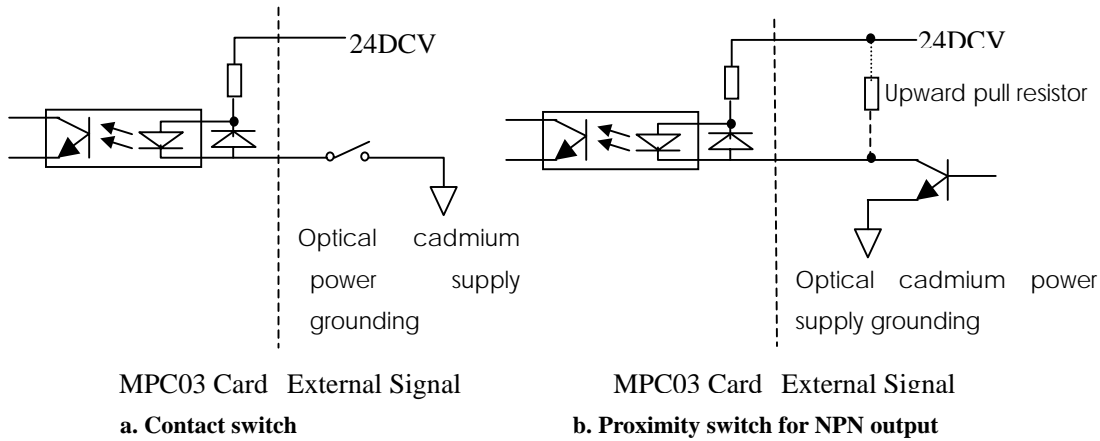 24DCV
24DCV
Upward pull resistor
Optical cadmium
power supply
grounding
Optical cadmium power
supply grounding
MPC03 Card External Signal
MPC03 Card External Signal
a. Contact switch
b. Proximity switch for NPN output